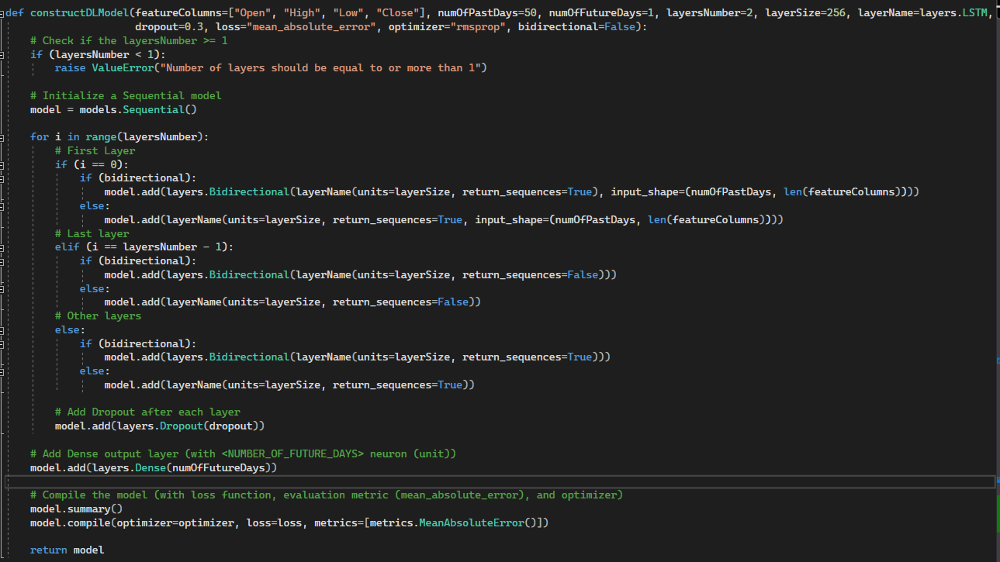 def constructDLModel(featureColumns=["Open", "High", "Low", "Close"], numOfPastDays=50, numOfFutureDays=1, layersNumber=2, layerSize=256, layerName=layers.LSTM,
                     dropout=0.3, loss="mean_absolute_error", optimizer="rmsprop", bidirectional=False):
    # Check if the layersNumber >= 1
    if (layersNumber < 1):
        raise ValueError("Number of layers should be equal to or more than 1")

    # Initialize a Sequential model
    model = models.Sequential()

    for i in range(layersNumber):
        # First Layer
        if (i == 0):
            if (bidirectional):
                model.add(layers.Bidirectional(layerName(units=layerSize, return_sequences=True), input_shape=(numOfPastDays, len(featureColumns))))
            else:
                model.add(layerName(units=layerSize, return_sequences=True, input_shape=(numOfPastDays, len(featureColumns))))
        # Last layer
        elif (i == layersNumber - 1):
            if (bidirectional):
                model.add(layers.Bidirectional(layerName(units=layerSize, return_sequences=False)))
            else:
                model.add(layerName(units=layerSize, return_sequences=False))
        # Other layers
        else:
            if (bidirectional):
                model.add(layers.Bidirectional(layerName(units=layerSize, return_sequences=True)))
            else:
                model.add(layerName(units=layerSize, return_sequences=True))

        # Add Dropout after each layer
        model.add(layers.Dropout(dropout))

    # Add Dense output layer (with <NUMBER_OF_FUTURE_DAYS> neuron (unit))
    model.add(layers.Dense(numOfFutureDays))

    # Compile the model (with loss function, evaluation metric (mean_absolute_error), and optimizer)
    model.summary()
    model.compile(optimizer=optimizer, loss=loss, metrics=[metrics.MeanAbsoluteError()])

    return model